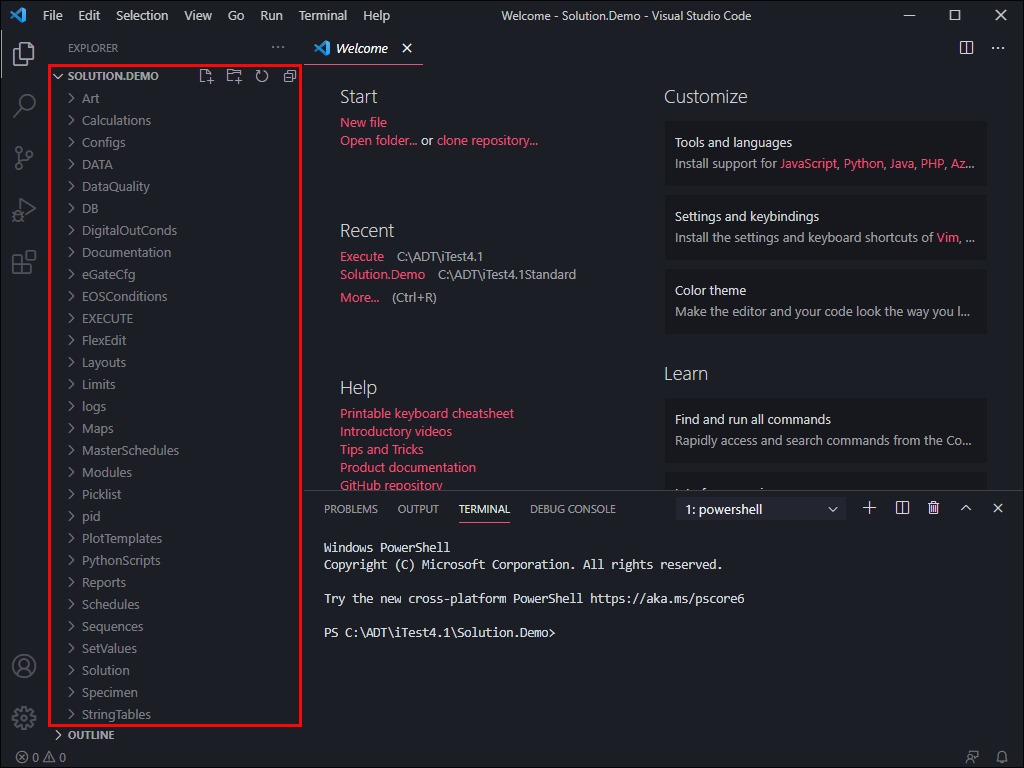 File Edit Selection View Go Run Terminal Help
Welcome - Solution.Demo - Visual Studio Code
EXPLORER
SOLUTION.DEMO
Art
Calculations
Configs
DATA
DataQuality
DB
DigitalOutConds
Documentation
eGateCfg
EOSConditions
EXECUTE
FlexEdit
Layouts
Limits
logs
Maps
MasterSchedules
Modules
Picklist
pid
PlotTemplates
PythonScripts
Reports
Schedules
Sequences
SetValues
Solution
Specimen
StringTables
OUTLINE
Welcome
Start
New file
Open folder... or clone repository...
Recent
Execute C:\ADT\iTest4.1
Solution.Demo C:\ADT\iTest4.1Standard
More... (Ctrl+R)
Help
Printable keyboard cheatsheet
Introductory videos
Tips and Tricks
Product documentation
GitHub repository
Customize
Tools and languages
Install support for JavaScript, Python, Java, PHP, Az...
Settings and keybindings
Install the settings and keyboard shortcuts of Vim, ...
Color theme
Make the editor and your code look the way you l...
Learn
Find and run all commands
Rapidly access and search commands from the Co...
PROBLEMS OUTPUT TERMINAL DEBUG CONSOLE
1: powershell
Windows PowerShell
Copyright (C) Microsoft Corporation. All rights reserved.
Try the new cross-platform PowerShell https://aka.ms/pscore6
PS C:\ADT\iTest4.1\Solution.Demo>
0 0